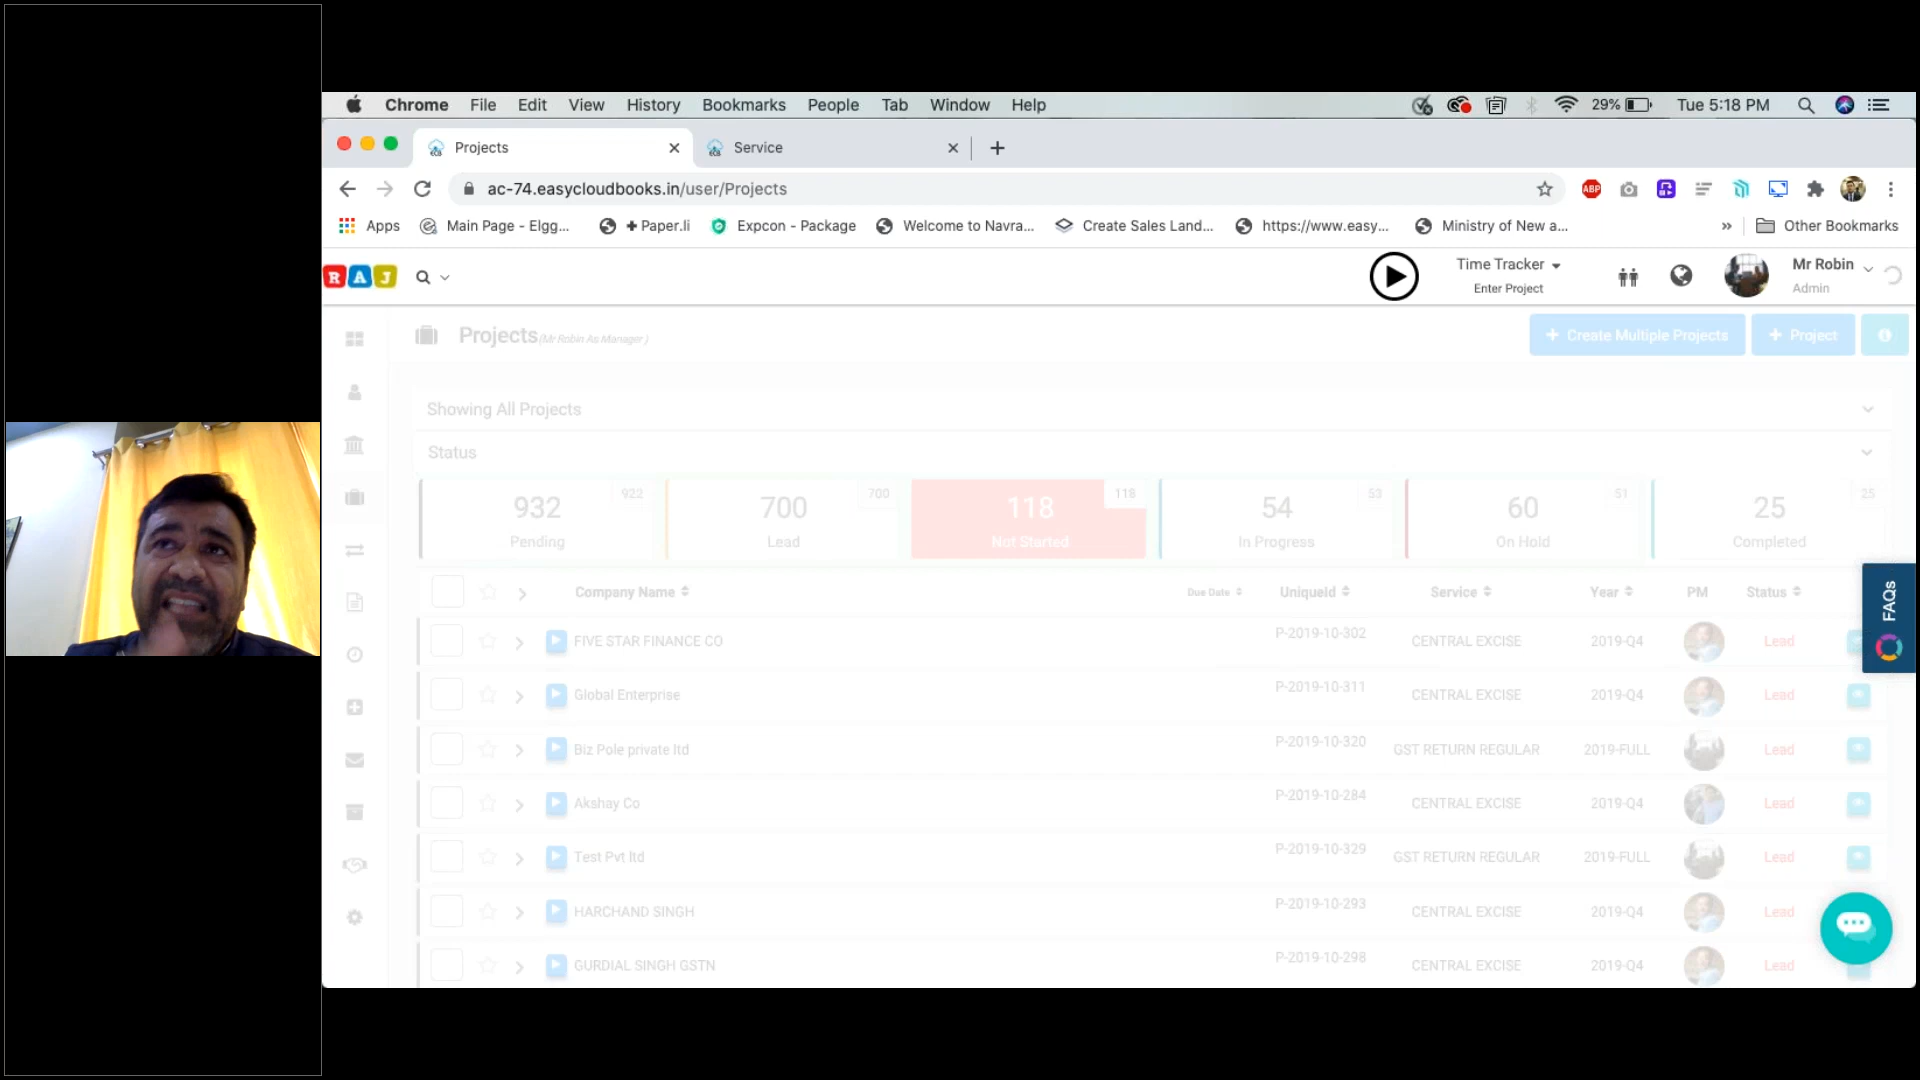 Chrome File Edit View History Bookmarks People Tab Window Help 29% Tue 5:18 PM
Projects Service
ac-74.easycloudbooks.in/user/Projects ABP
Apps Main Page - Elgg... + Paper.li Expcon - Package Welcome to Navra... Create Sales Land... https://www.easy... Ministry of New a... » Other Bookmarks
RAJ Time Tracker Mr Robin
Enter Project Admin
Projects (Mr Robin As Manager ) + Create Multiple Projects + Project
Showing All Projects
Status
932 922 700 700 118 118 54 53 60 51 25 25
Pending Lead Not Started In Progress On Hold Completed
FAQs
Company Name Due Date UniqueId Service Year PM Status
FIVE STAR FINANCE CO P-2019-10-302 CENTRAL EXCISE 2019-Q4 Lead
Global Enterprise P-2019-10-311 CENTRAL EXCISE 2019-Q4 Lead
Biz Pole private ltd P-2019-10-320 GST RETURN REGULAR 2019-FULL Lead
Akshay Co P-2019-10-284 CENTRAL EXCISE 2019-Q4 Lead
Test Pvt ltd P-2019-10-329 GST RETURN REGULAR 2019-FULL Lead
HARCHAND SINGH P-2019-10-293 CENTRAL EXCISE 2019-Q4 Lead
GURDIAL SINGH GSTN P-2019-10-298 CENTRAL EXCISE 2019-Q4 Lead